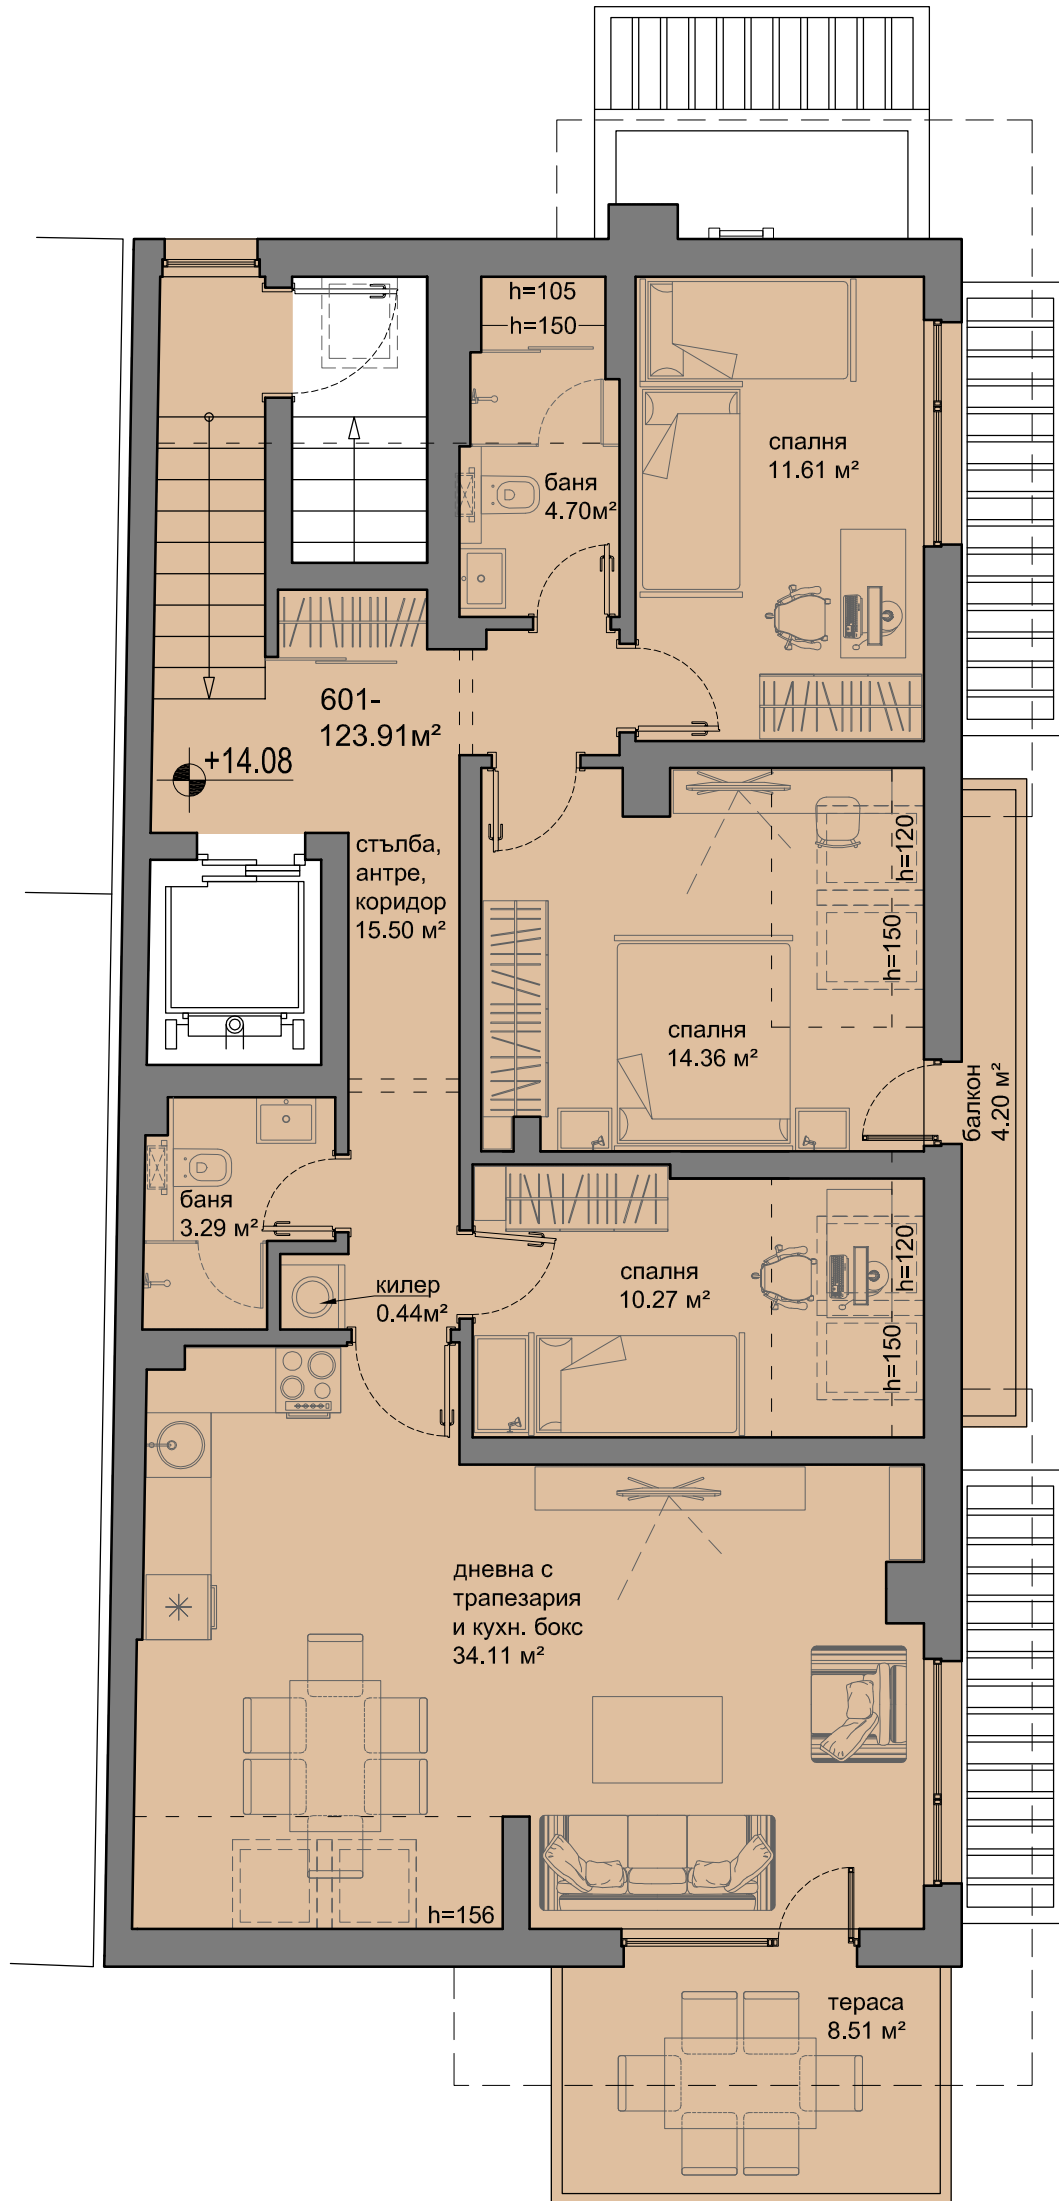 h=105
h=150
спалня
11.61 м²
баня
4.70м²
601-
123.91м²
+14.08
стълба,
антре,
коридор
15.50 м²
h=120
h=150
спалня
14.36 м²
балкон
4.20 м²
баня
3.29 м²
спалня
10.27 м²
h=120
h=150
килер
0.44м²
дневна с
трапезария
и кухн. бокс
34.11 м²
h=156
тераса
8.51 м²